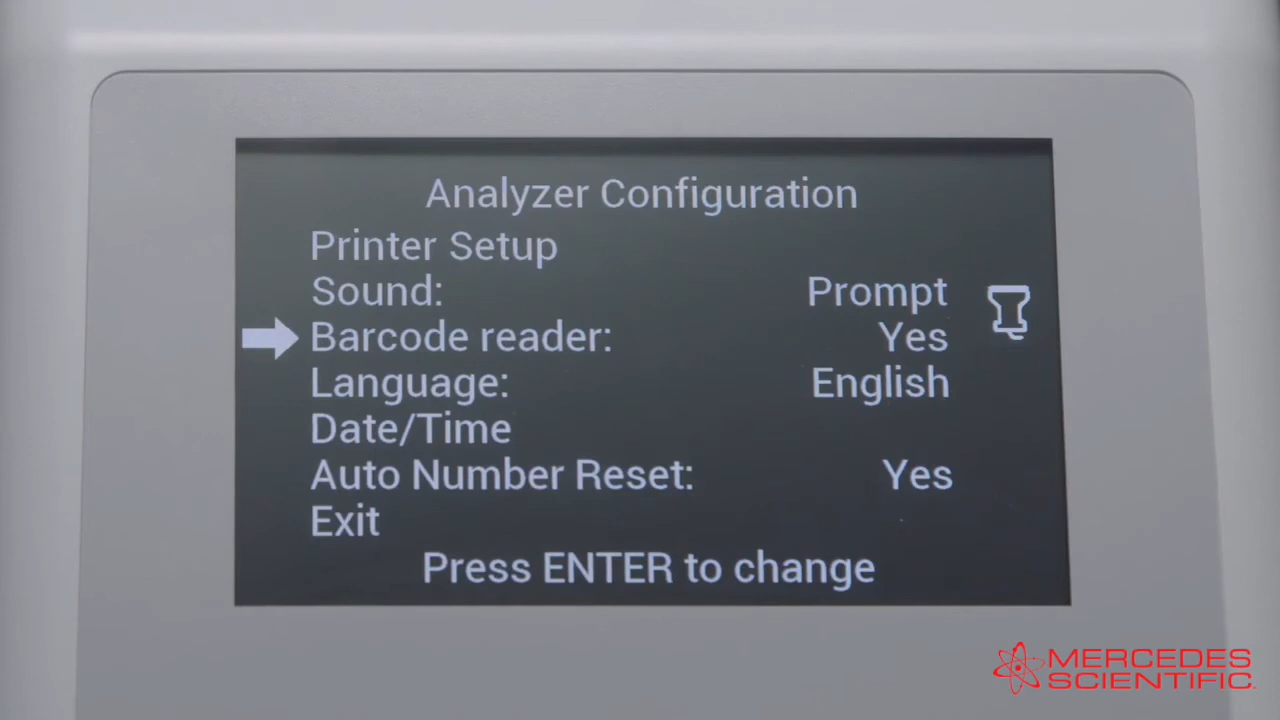 Analyzer Configuration
Printer Setup
Sound: Prompt
Barcode reader: Yes
Language: English
Date/Time
Auto Number Reset: Yes
Exit
Press ENTER to change
MERCEDES
SCIENTIFIC